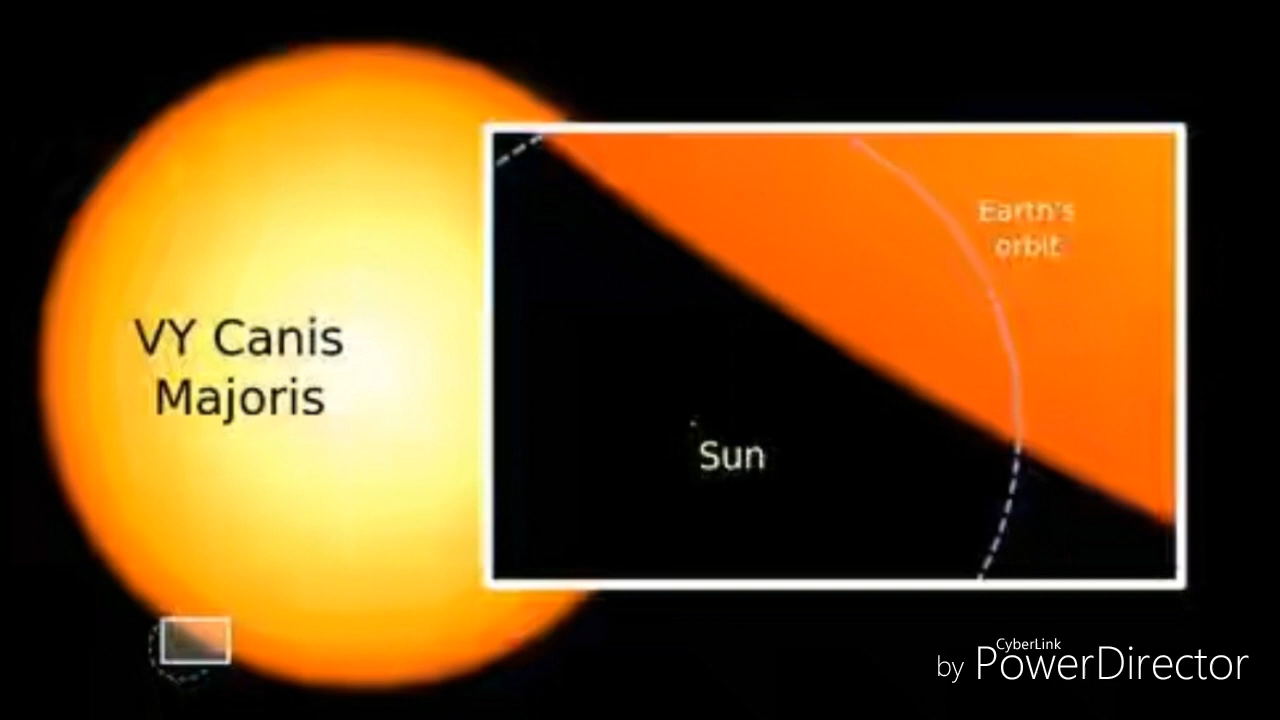 VY Canis
Majoris
Earth's
orbit
Sun
CyberLink
by PowerDirector